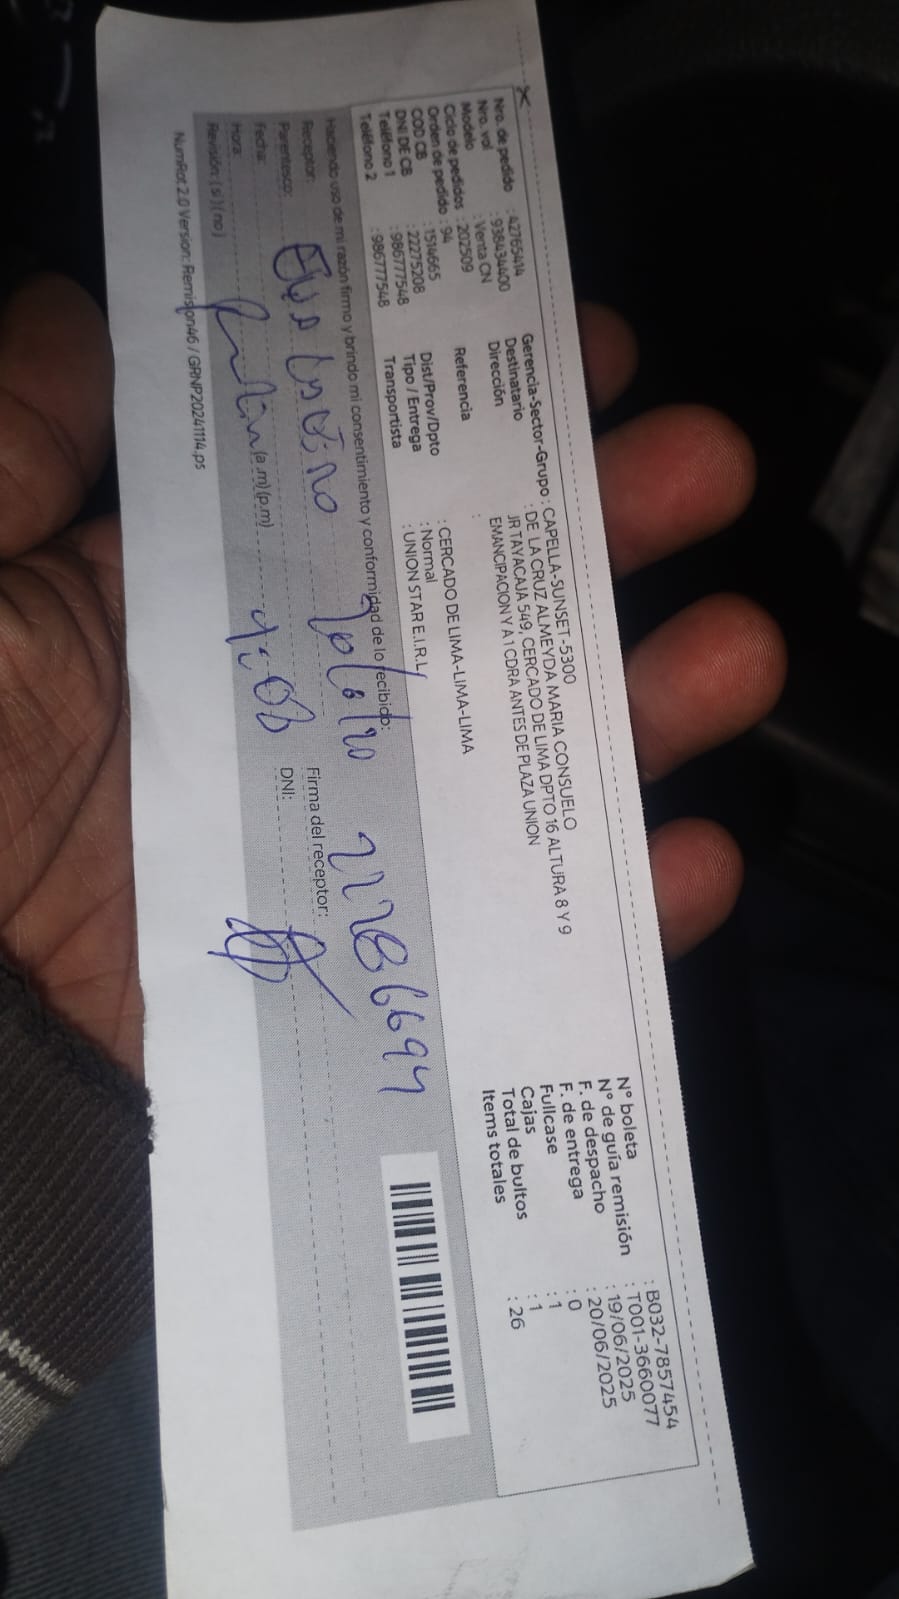 Nro. de pedido : 42765414
Nro. vol : 938434400
Modelo : Venta CN
Ciclo de pedidos : 202509
Orden de pedido : 94
COD CB : 1514665
DNI DE CB : 22275208
Teléfono 1 : 986777548
Teléfono 2 : 986777548
Gerencia-Sector-Grupo : CAPELLA-SUNSET-5300
Destinatario : DE LA CRUZ ALMEYDA MARIA CONSUELO
Dirección JR TAYACAJA 549, CERCADO DE LIMA DPTO 16 ALTURA 8 Y 9
EMANCIPACION Y A 1 CDRA ANTES DE PLAZA UNION
Referencia :
Dist/Prov/Dpto : CERCADO DE LIMA-LIMA-LIMA
Tipo / Entrega : Normal
Transportista : UNION STAR E.I.R.L
N° boleta : B032-7857454
N° de guía remisión : T001-3660077
F. de despacho : 19/06/2025
F. de entrega : 20/06/2025
Fullcase : 0
Cajas : 1
Total de bultos : 1
Items totales : 26
Haciendo uso de mi razón firmo y brindo mi consentimiento y conformidad de lo recibido:
Receptor:
Firma del receptor:
Parentesco:
DNI:
Fecha:
Hora: (a.m) (p.m)
Revisión: ( si ) ( no )
NumRot 2.0 Version: Remision46 / GRNP20241114.ps